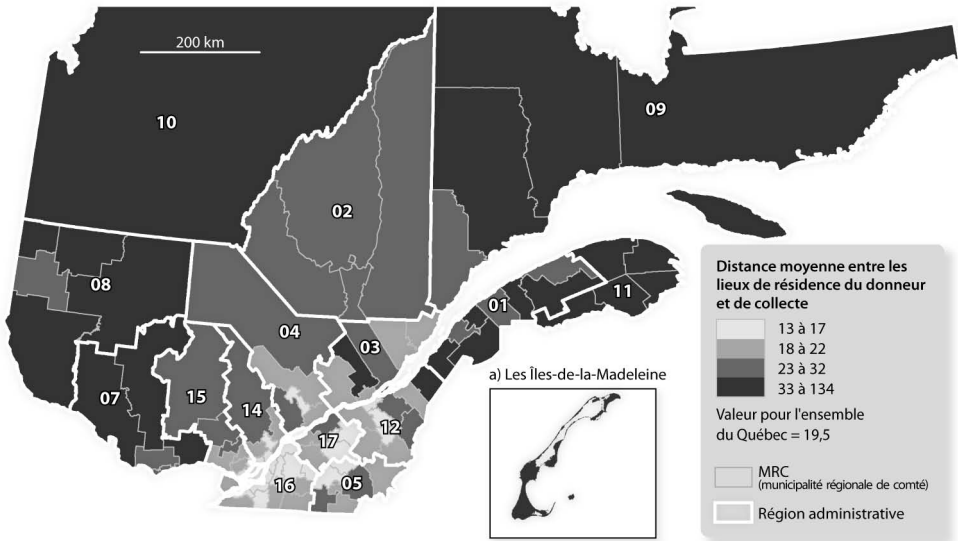 200 km
10
09
02
08
04
03
01
11
07
15
14
17
12
16
05
a) Les Îles-de-la-Madeleine
Distance moyenne entre les
lieux de résidence du donneur
et de collecte
13 à 17
18 à 22
23 à 32
33 à 134
Valeur pour l'ensemble
du Québec = 19,5
MRC
(municipalité régionale de comté)
Région administrative